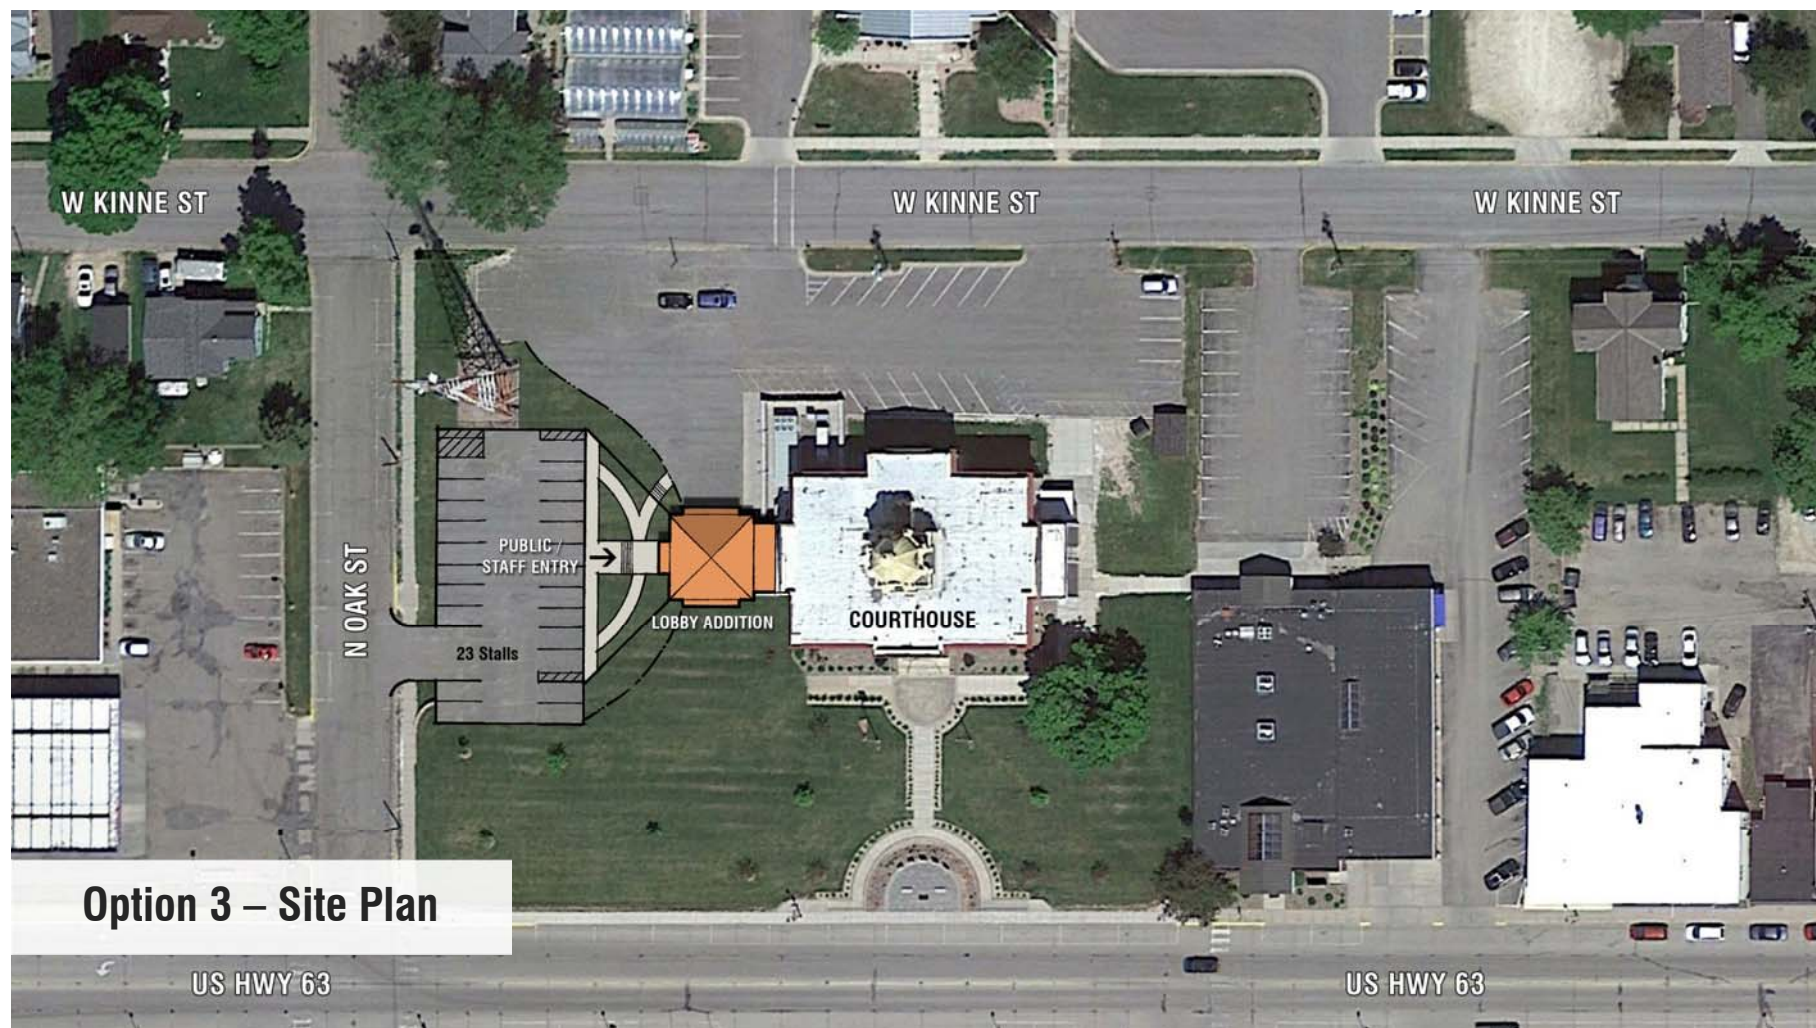 W KINNE ST
W KINNE ST
W KINNE ST
N OAK ST
PUBLIC /
STAFF ENTRY
LOBBY ADDITION
COURTHOUSE
23 Stalls
Option 3 – Site Plan
US HWY 63
US HWY 63